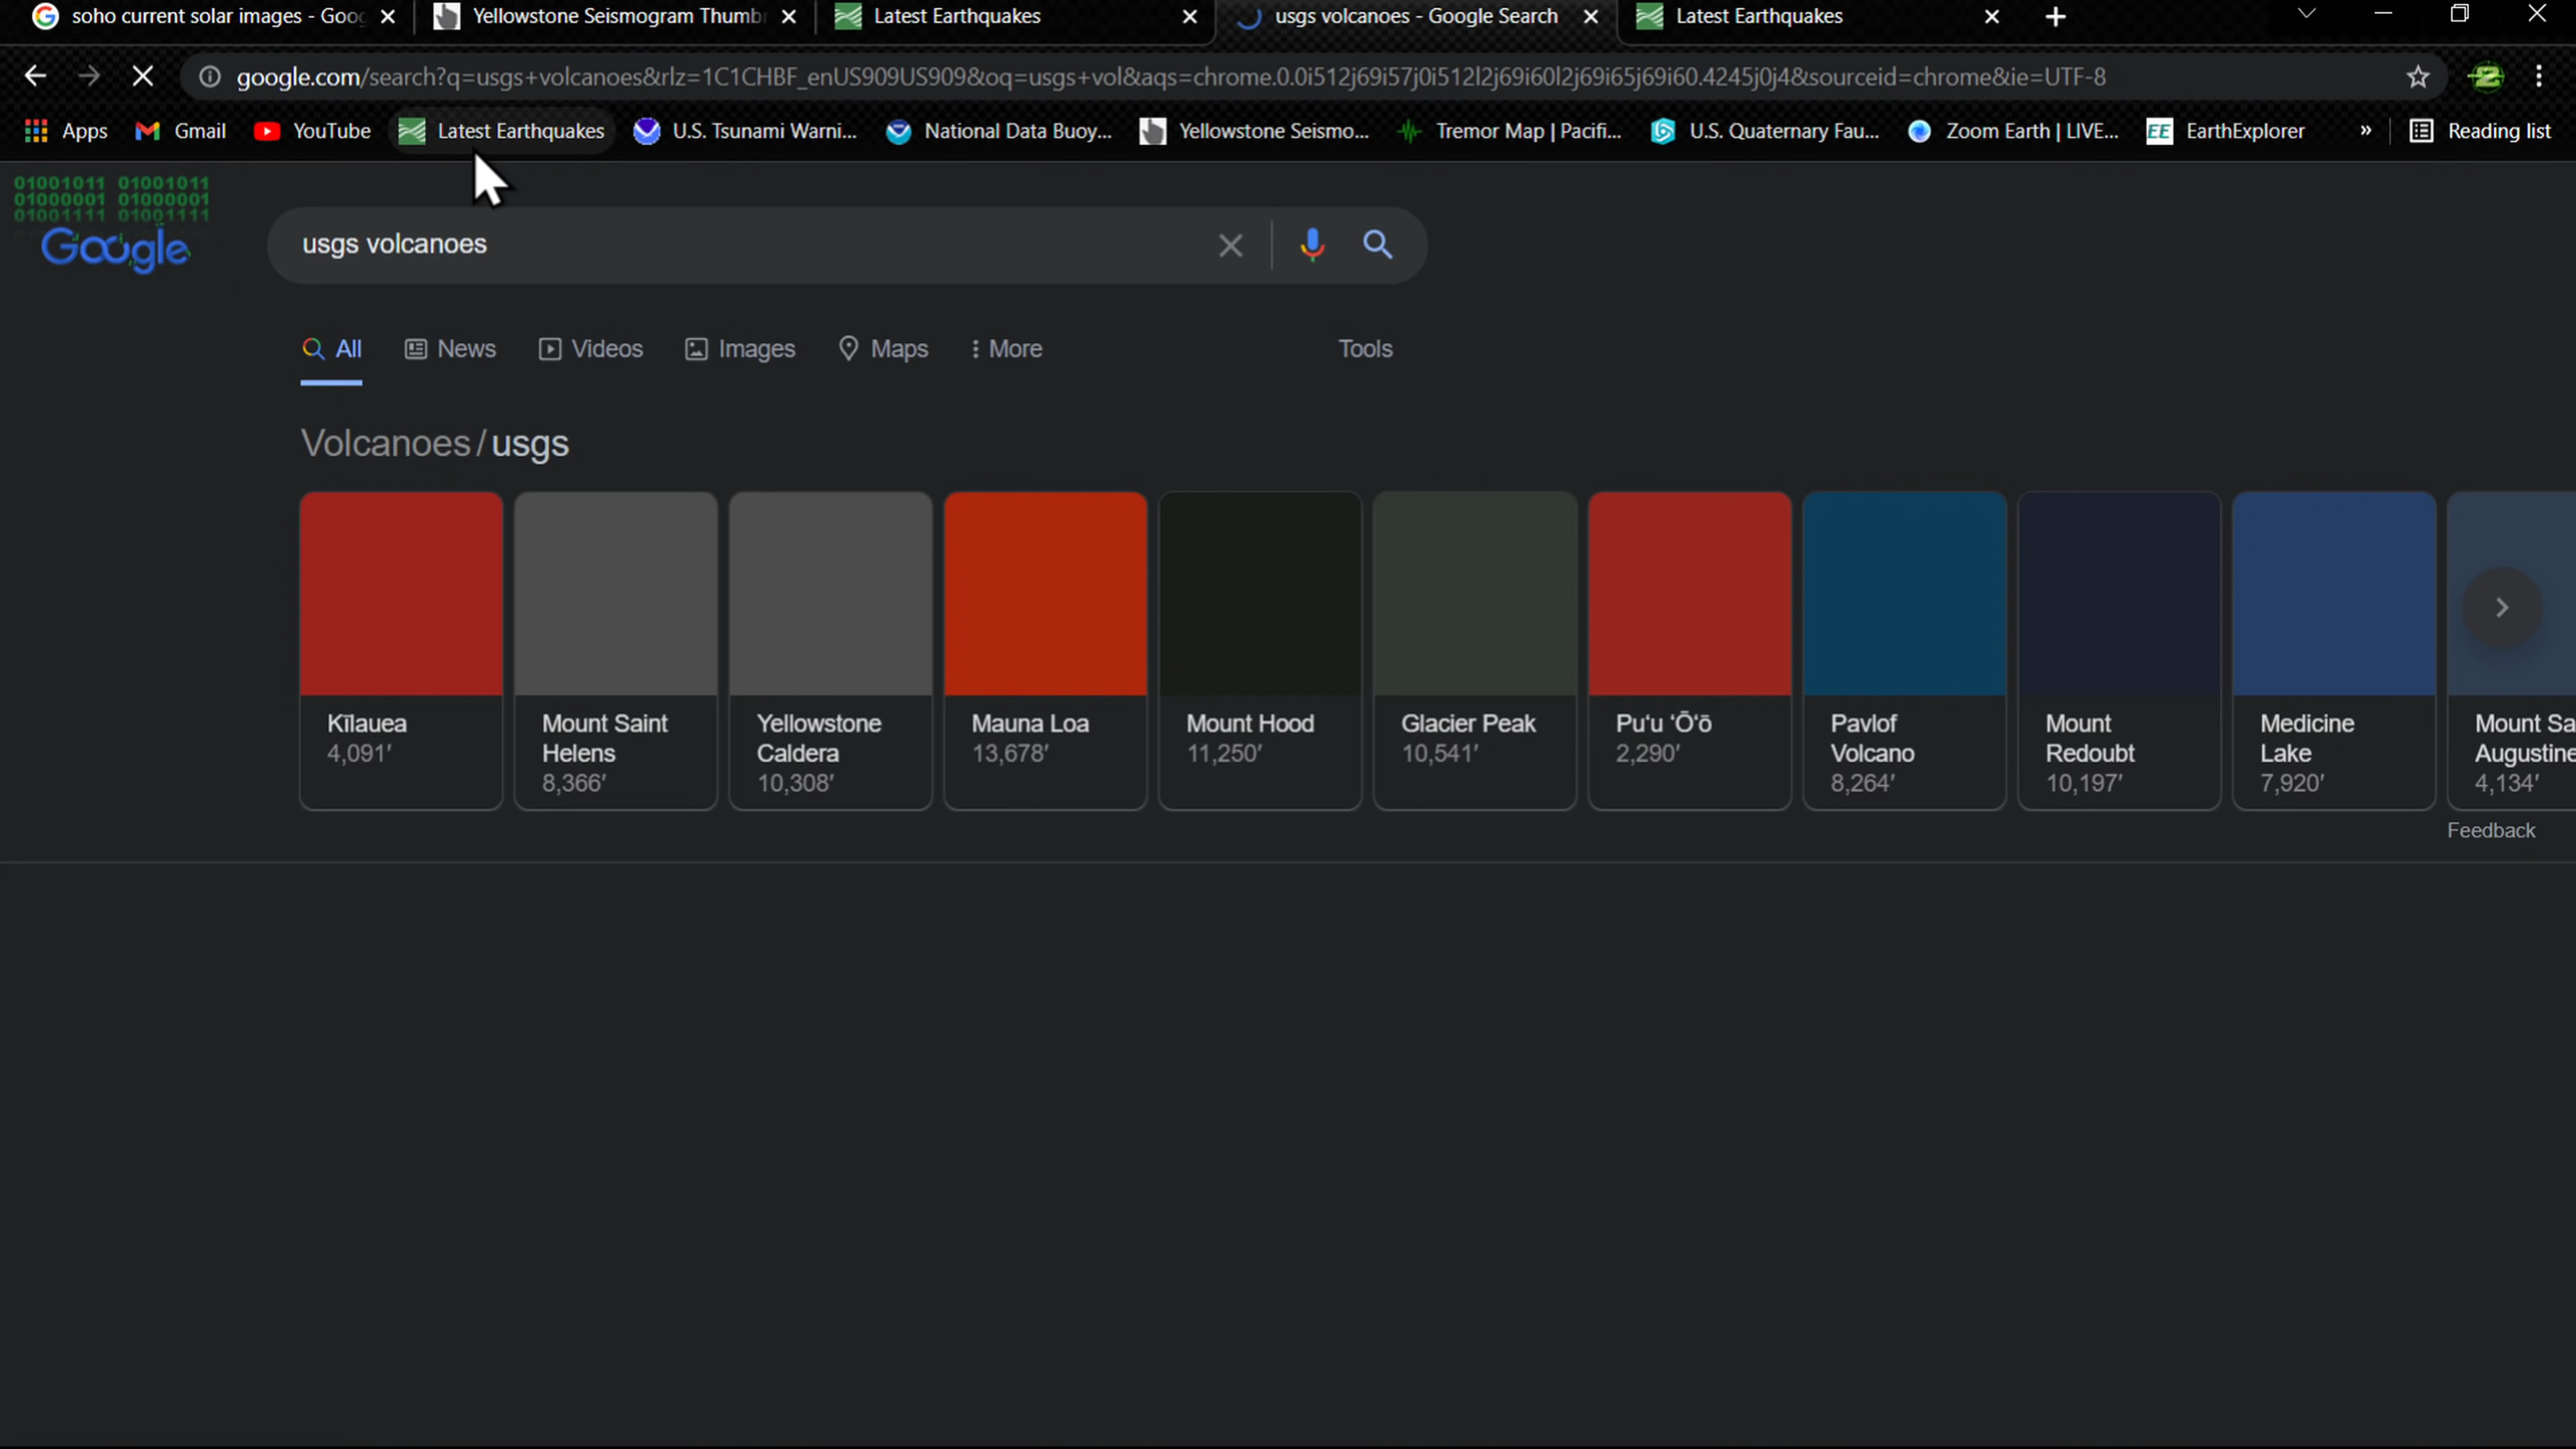 soho current solar images - Goog
Yellowstone Seismogram Thumb
Latest Earthquakes
usgs volcanoes - Google Search
Latest Earthquakes
google.com/search?q=usgs+volcanoes&rlz=1C1CHBF_enUS909US909&oq=usgs+vol&aqs=chrome.0.0i512j69i57j0i512l2j69i60l2j69i65j69i60.4245j0j4&sourceid=chrome&ie=UTF-8
Apps
Gmail
YouTube
Latest Earthquakes
U.S. Tsunami Warni...
National Data Buoy...
Yellowstone Seismo...
Tremor Map | Pacifi...
U.S. Quaternary Fau...
Zoom Earth | LIVE...
EE EarthExplorer
»
Reading list
01001011 01001011
01000001 01000001
01001111 01001111
Google
usgs volcanoes
All
News
Videos
Images
Maps
More
Tools
Volcanoes/usgs
Kīlauea
4,091′
Mount Saint
Helens
8,366′
Yellowstone
Caldera
10,308′
Mauna Loa
13,678′
Mount Hood
11,250′
Glacier Peak
10,541′
Puʻu ʻŌʻō
2,290′
Pavlof
Volcano
8,264′
Mount
Redoubt
10,197′
Medicine
Lake
7,920′
Mount Sa
Augustine
4,134′
Feedback